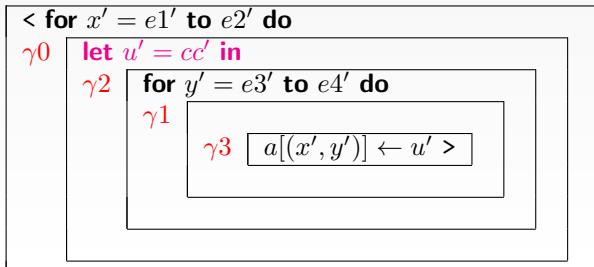 < for x′ = e1′ to e2′ do
γ0 let u′ = cc′ in
γ2 for y′ = e3′ to e4′ do
γ1
γ3 a[(x′, y′)] ← u′ >